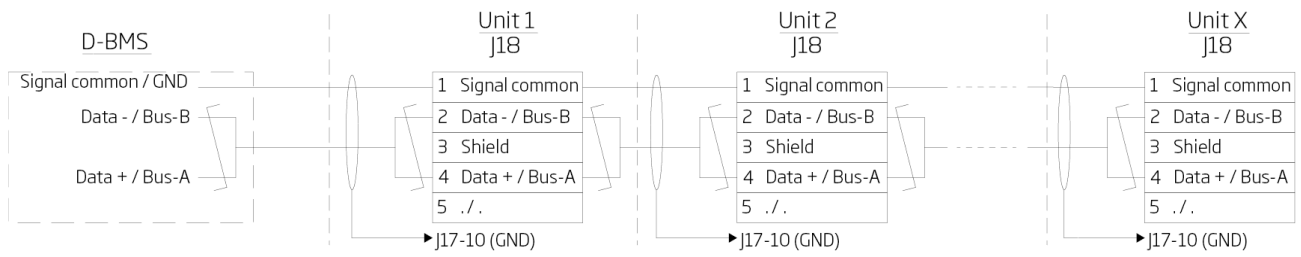 D-BMS
Signal common / GND
Data - / Bus-B
Data + / Bus-A
Unit 1
J18
1 Signal common
2 Data - / Bus-B
3 Shield
4 Data + / Bus-A
5 ./.
J17-10 (GND)
Unit 2
J18
1 Signal common
2 Data - / Bus-B
3 Shield
4 Data + / Bus-A
5 ./.
J17-10 (GND)
Unit X
J18
1 Signal common
2 Data - / Bus-B
3 Shield
4 Data + / Bus-A
5 ./.
J17-10 (GND)